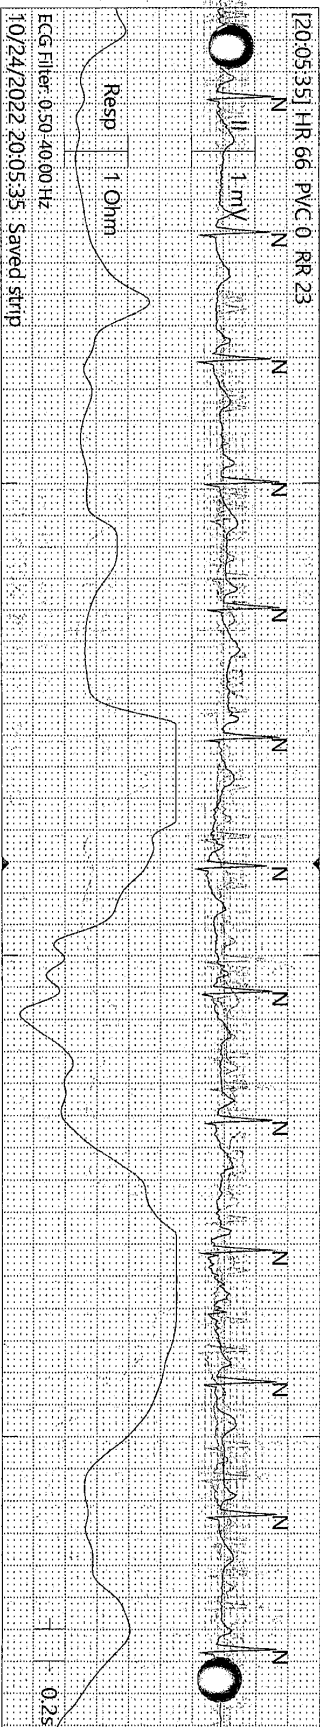 [20:05:35] HR 66 PVC 0 RR 23
N N N N N N N N N N N N N
II 1 mV
Resp 1 Ohm
ECG Filter: 0.50-40.00 Hz
0.2s
10/24/2022 20:05:35 Saved strip